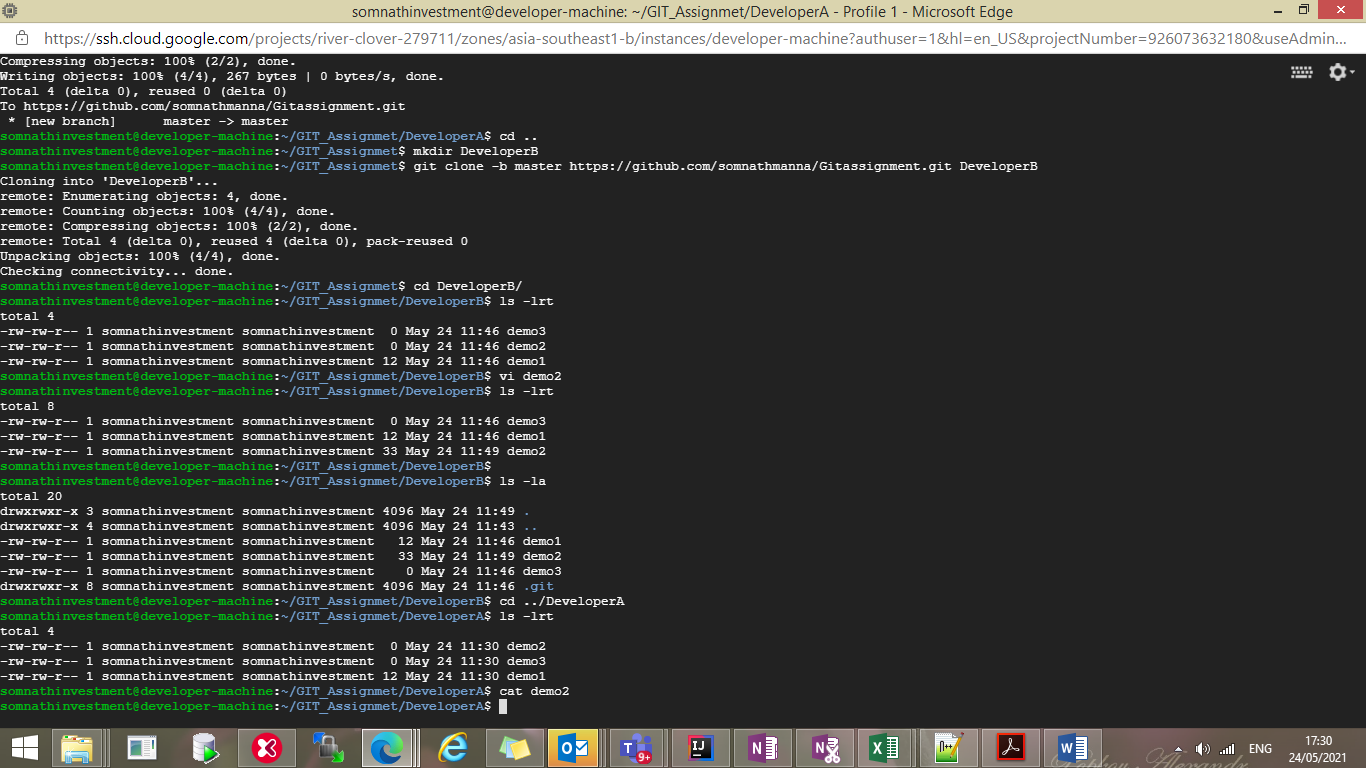 somnathinvestment@developer-machine: ~/GIT_Assignmet/DeveloperA - Profile 1 - Microsoft Edge
https://ssh.cloud.google.com/projects/river-clover-279711/zones/asia-southeast1-b/instances/developer-machine?authuser=1&hl=en_US&projectNumber=926073632180&useAdmin...
Compressing objects: 100% (2/2), done.
Writing objects: 100% (4/4), 267 bytes | 0 bytes/s, done.
Total 4 (delta 0), reused 0 (delta 0)
To https://github.com/somnathmanna/Gitassignment.git
 * [new branch]      master -> master
somnathinvestment@developer-machine:~/GIT_Assignmet/DeveloperA$ cd ..
somnathinvestment@developer-machine:~/GIT_Assignmet$ mkdir DeveloperB
somnathinvestment@developer-machine:~/GIT_Assignmet$ git clone -b master https://github.com/somnathmanna/Gitassignment.git DeveloperB
Cloning into 'DeveloperB'...
remote: Enumerating objects: 4, done.
remote: Counting objects: 100% (4/4), done.
remote: Compressing objects: 100% (2/2), done.
remote: Total 4 (delta 0), reused 4 (delta 0), pack-reused 0
Unpacking objects: 100% (4/4), done.
Checking connectivity... done.
somnathinvestment@developer-machine:~/GIT_Assignmet$ cd DeveloperB/
somnathinvestment@developer-machine:~/GIT_Assignmet/DeveloperB$ ls -lrt
total 4
-rw-rw-r-- 1 somnathinvestment somnathinvestment  0 May 24 11:46 demo3
-rw-rw-r-- 1 somnathinvestment somnathinvestment  0 May 24 11:46 demo2
-rw-rw-r-- 1 somnathinvestment somnathinvestment 12 May 24 11:46 demo1
somnathinvestment@developer-machine:~/GIT_Assignmet/DeveloperB$ vi demo2
somnathinvestment@developer-machine:~/GIT_Assignmet/DeveloperB$ ls -lrt
total 8
-rw-rw-r-- 1 somnathinvestment somnathinvestment  0 May 24 11:46 demo3
-rw-rw-r-- 1 somnathinvestment somnathinvestment 12 May 24 11:46 demo1
-rw-rw-r-- 1 somnathinvestment somnathinvestment 33 May 24 11:49 demo2
somnathinvestment@developer-machine:~/GIT_Assignmet/DeveloperB$
somnathinvestment@developer-machine:~/GIT_Assignmet/DeveloperB$ ls -la
total 20
drwxrwxr-x 3 somnathinvestment somnathinvestment 4096 May 24 11:49 .
drwxrwxr-x 4 somnathinvestment somnathinvestment 4096 May 24 11:43 ..
-rw-rw-r-- 1 somnathinvestment somnathinvestment   12 May 24 11:46 demo1
-rw-rw-r-- 1 somnathinvestment somnathinvestment   33 May 24 11:49 demo2
-rw-rw-r-- 1 somnathinvestment somnathinvestment    0 May 24 11:46 demo3
drwxrwxr-x 8 somnathinvestment somnathinvestment 4096 May 24 11:46 .git
somnathinvestment@developer-machine:~/GIT_Assignmet/DeveloperB$ cd ../DeveloperA
somnathinvestment@developer-machine:~/GIT_Assignmet/DeveloperA$ ls -lrt
total 4
-rw-rw-r-- 1 somnathinvestment somnathinvestment  0 May 24 11:30 demo2
-rw-rw-r-- 1 somnathinvestment somnathinvestment  0 May 24 11:30 demo3
-rw-rw-r-- 1 somnathinvestment somnathinvestment 12 May 24 11:30 demo1
somnathinvestment@developer-machine:~/GIT_Assignmet/DeveloperA$ cat demo2
somnathinvestment@developer-machine:~/GIT_Assignmet/DeveloperA$
9+
ENG
17:30
24/05/2021